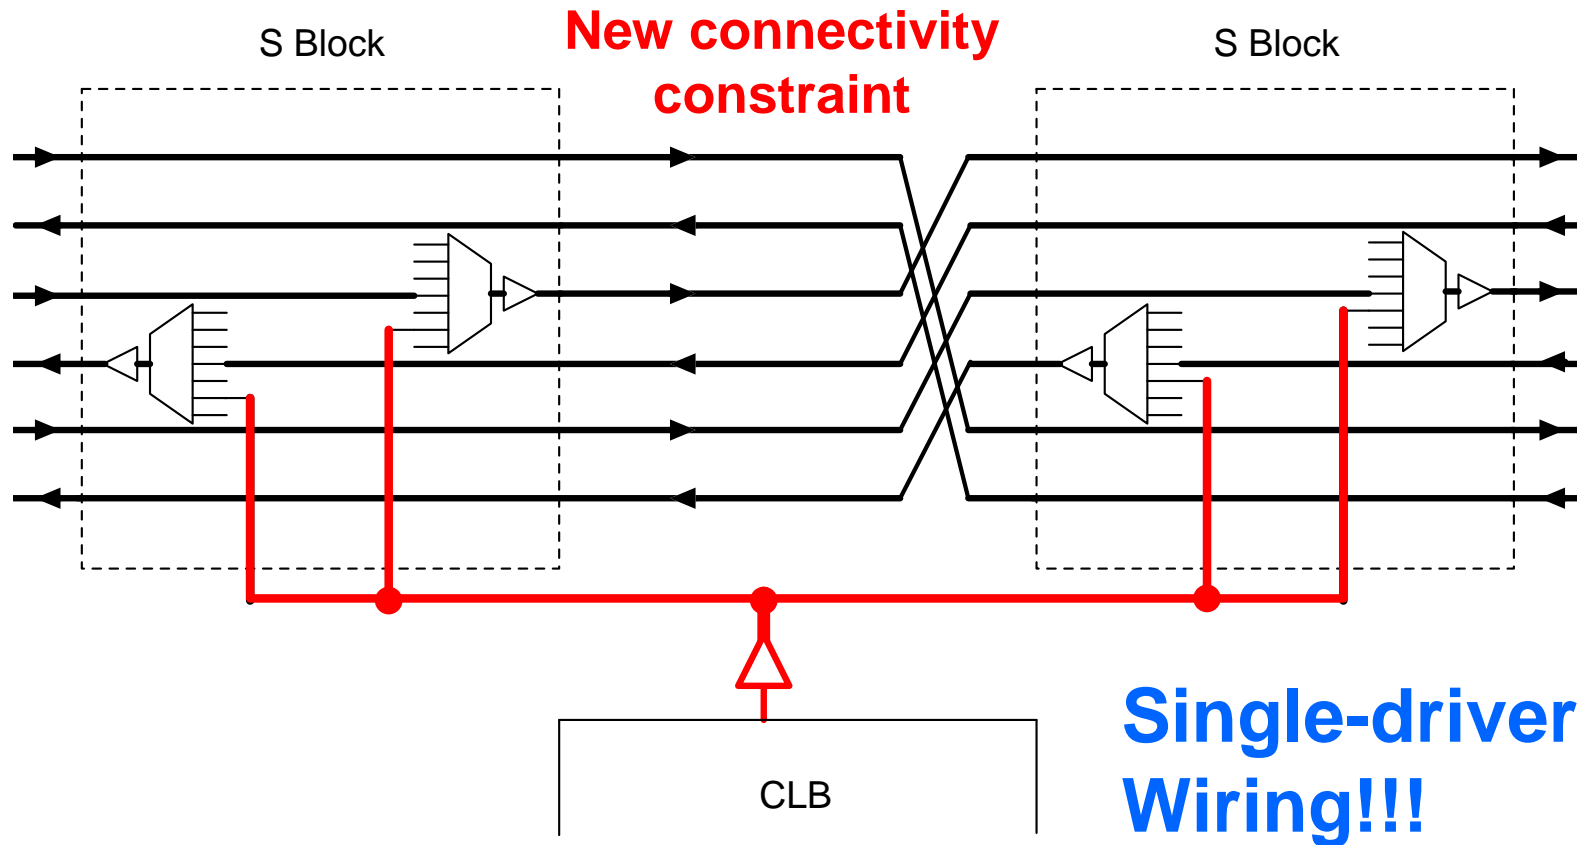 S Block
New connectivity
constraint
S Block
CLB
Single-driver
Wiring!!!